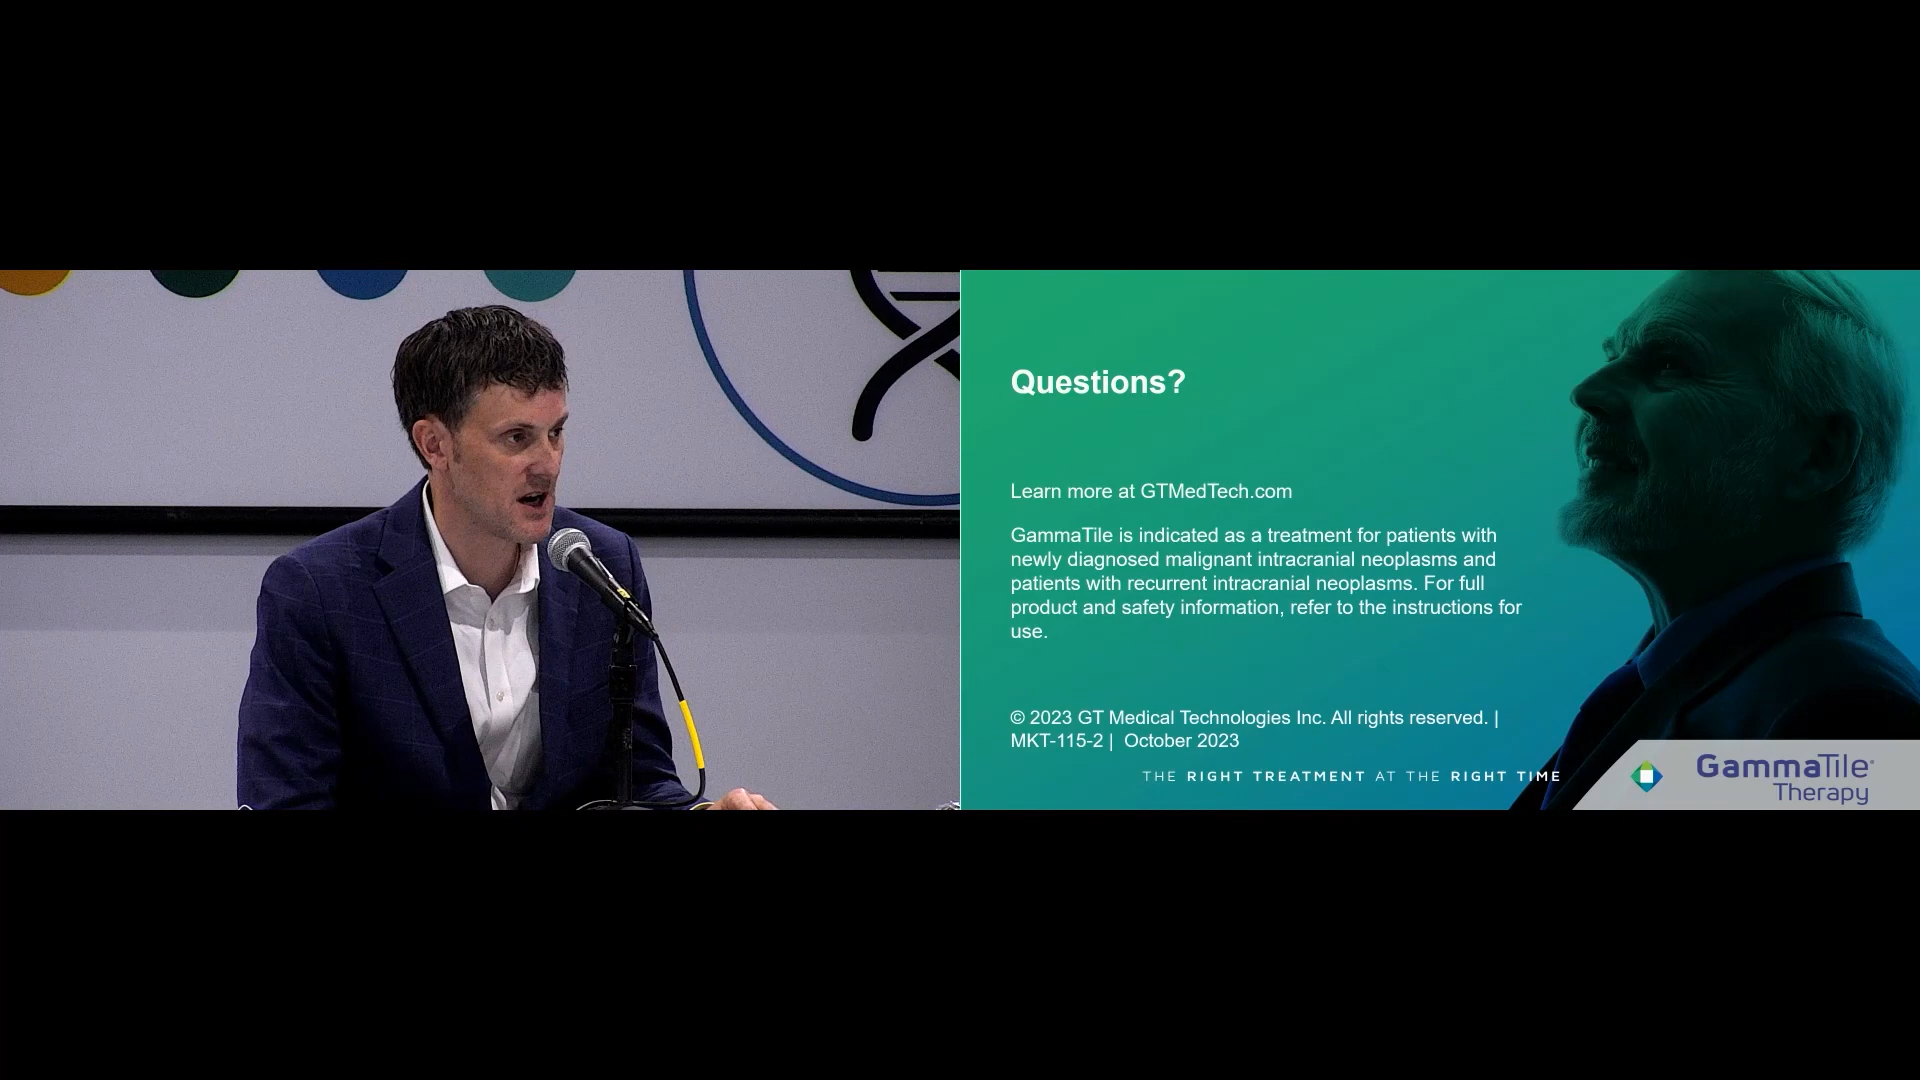 Questions?
Learn more at GTMedTech.com
GammaTile is indicated as a treatment for patients with
newly diagnosed malignant intracranial neoplasms and
patients with recurrent intracranial neoplasms. For full
product and safety information, refer to the instructions for
use.
© 2023 GT Medical Technologies Inc. All rights reserved. |
MKT-115-2 | October 2023
THE RIGHT TREATMENT AT THE RIGHT TIME
GammaTile®
Therapy